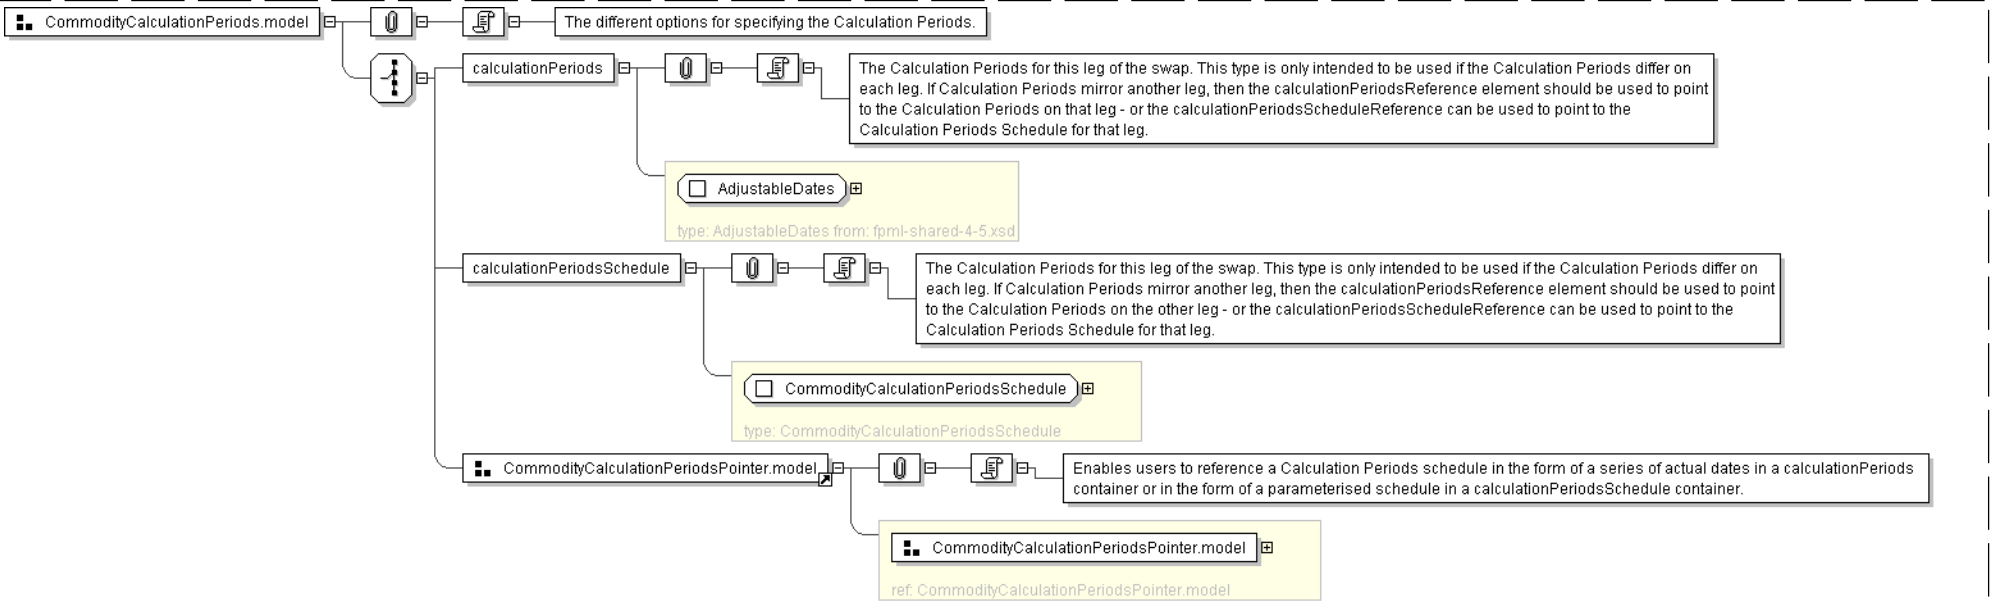 CommodityCalculationPeriods.model
The different options for specifying the Calculation Periods.
calculationPeriods
The Calculation Periods for this leg of the swap. This type is only intended to be used if the Calculation Periods differ on
each leg. If Calculation Periods mirror another leg, then the calculationPeriodsReference element should be used to point
to the Calculation Periods on that leg - or the calculationPeriodsScheduleReference can be used to point to the
Calculation Periods Schedule for that leg.
AdjustableDates
type: AdjustableDates from: fpml-shared-4-5.xsd
calculationPeriodsSchedule
The Calculation Periods for this leg of the swap. This type is only intended to be used if the Calculation Periods differ on
each leg. If Calculation Periods mirror another leg, then the calculationPeriodsReference element should be used to point
to the Calculation Periods on the other leg - or the calculationPeriodsScheduleReference can be used to point to the
Calculation Periods Schedule for that leg.
CommodityCalculationPeriodsSchedule
type: CommodityCalculationPeriodsSchedule
CommodityCalculationPeriodsPointer.model
Enables users to reference a Calculation Periods schedule in the form of a series of actual dates in a calculationPeriods
container or in the form of a parameterised schedule in a calculationPeriodsSchedule container.
CommodityCalculationPeriodsPointer.model
ref: CommodityCalculationPeriodsPointer.model